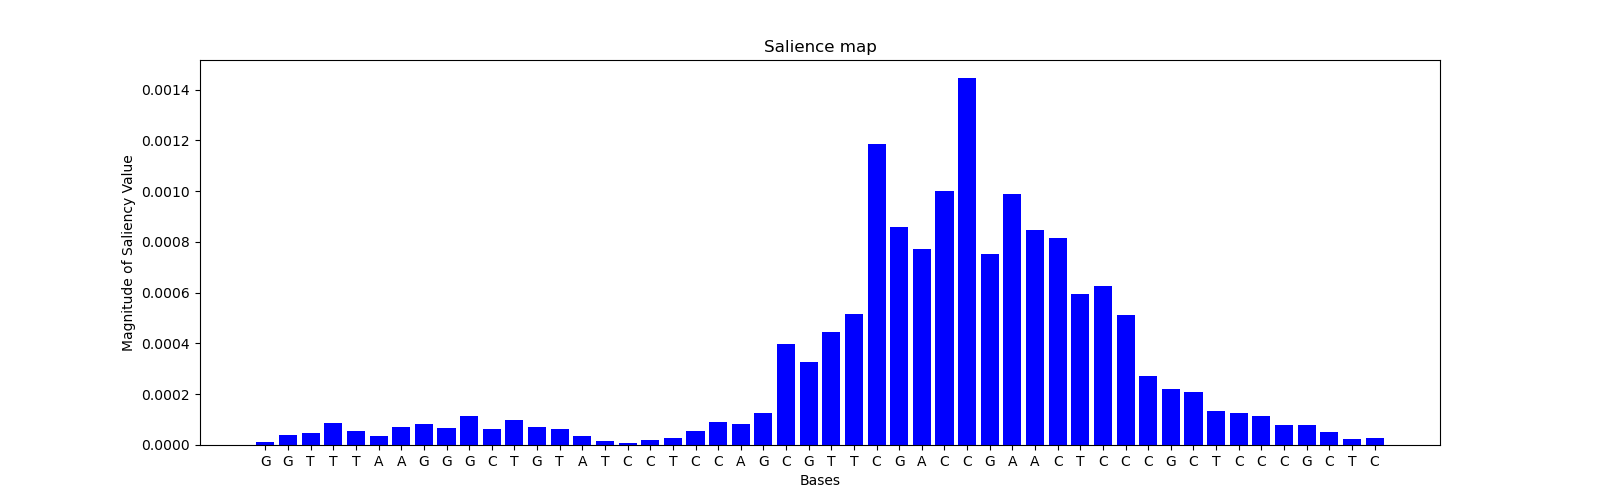 Salience map
Magnitude of Saliency Value
0.0014
0.0012
0.0010
0.0008
0.0006
0.0004
0.0002
0.0000
G G T T T A A G G G C T G T A T C C T C C A G C G T T C G A C C G A A C T C C C G C T C C C G C T C
Bases